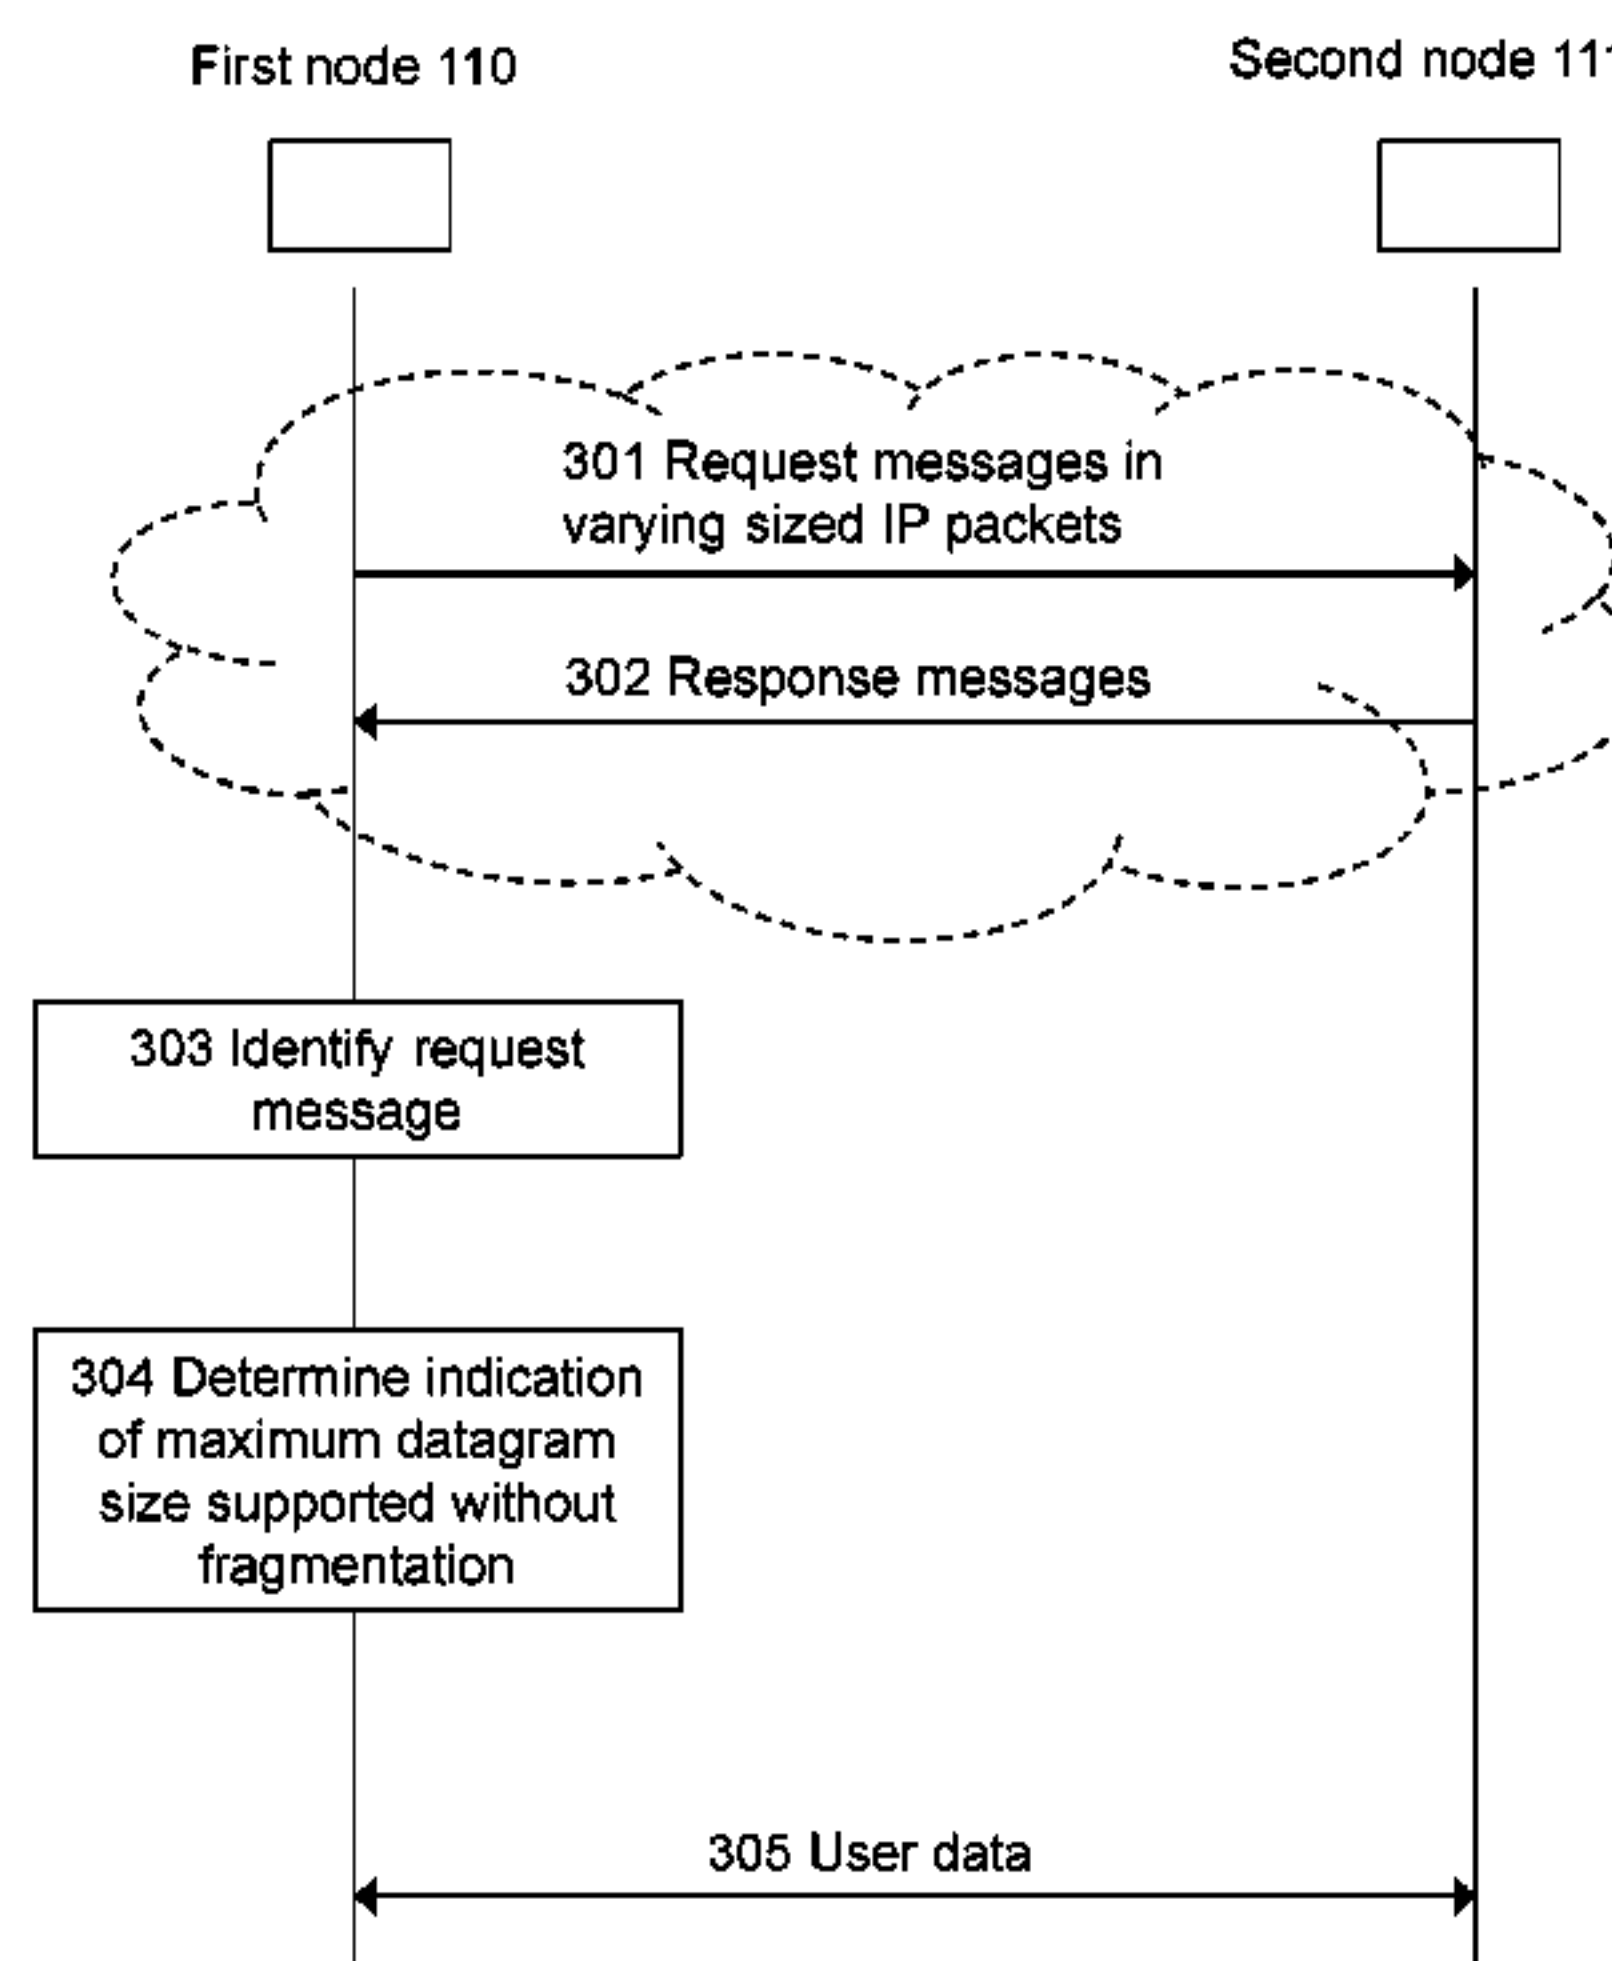 First node 110
Second node 111
301 Request messages in
varying sized IP packets
302 Response messages
303 Identify request
message
304 Determine indication
of maximum datagram
size supported without
fragmentation
305 User data